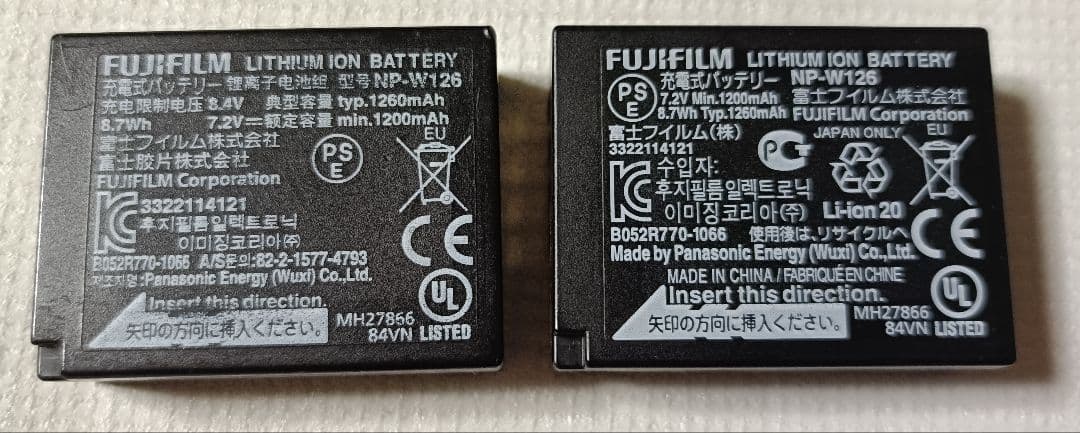 FUJIFILM LITHIUM ION BATTERY
充電式バッテリー 锂离子电池组 型号 NP-W126
充电限制电压 8.4V 典型容量 typ.1260mAh
8.7Wh 7.2V⎓额定容量 min.1200mAh
富士フイルム株式会社
富士胶片株式会社
FUJIFILM Corporation
PS
E
EU
3322114121
후지필름일렉트로닉
이미징코리아㈜
B052R770-1066 A/S문의:82-2-1577-4793
제조자명:Panasonic Energy (Wuxi) Co.,Ltd.
CE
UL
Insert this direction.
矢印の方向に挿入ください。
MH27866
84VN LISTED
FUJIFILM LITHIUM ION BATTERY
PS
E
充電式バッテリー NP-W126
7.2V Min.1200mAh 富士フイルム株式会社
8.7Wh Typ.1260mAh FUJIFILM Corporation
富士フイルム(株)
3322114121
JAPAN ONLY EU
수입자:
후지필름일렉트로닉
이미징코리아㈜ Li-ion 20
B052R770-1066 使用後は、リサイクルへ
CE
Made by Panasonic Energy (Wuxi) Co.,Ltd.
MADE IN CHINA / FABRIQUÉ EN CHINE
UL
Insert this direction.
矢印の方向に挿入ください。
MH27866
84VN LISTED